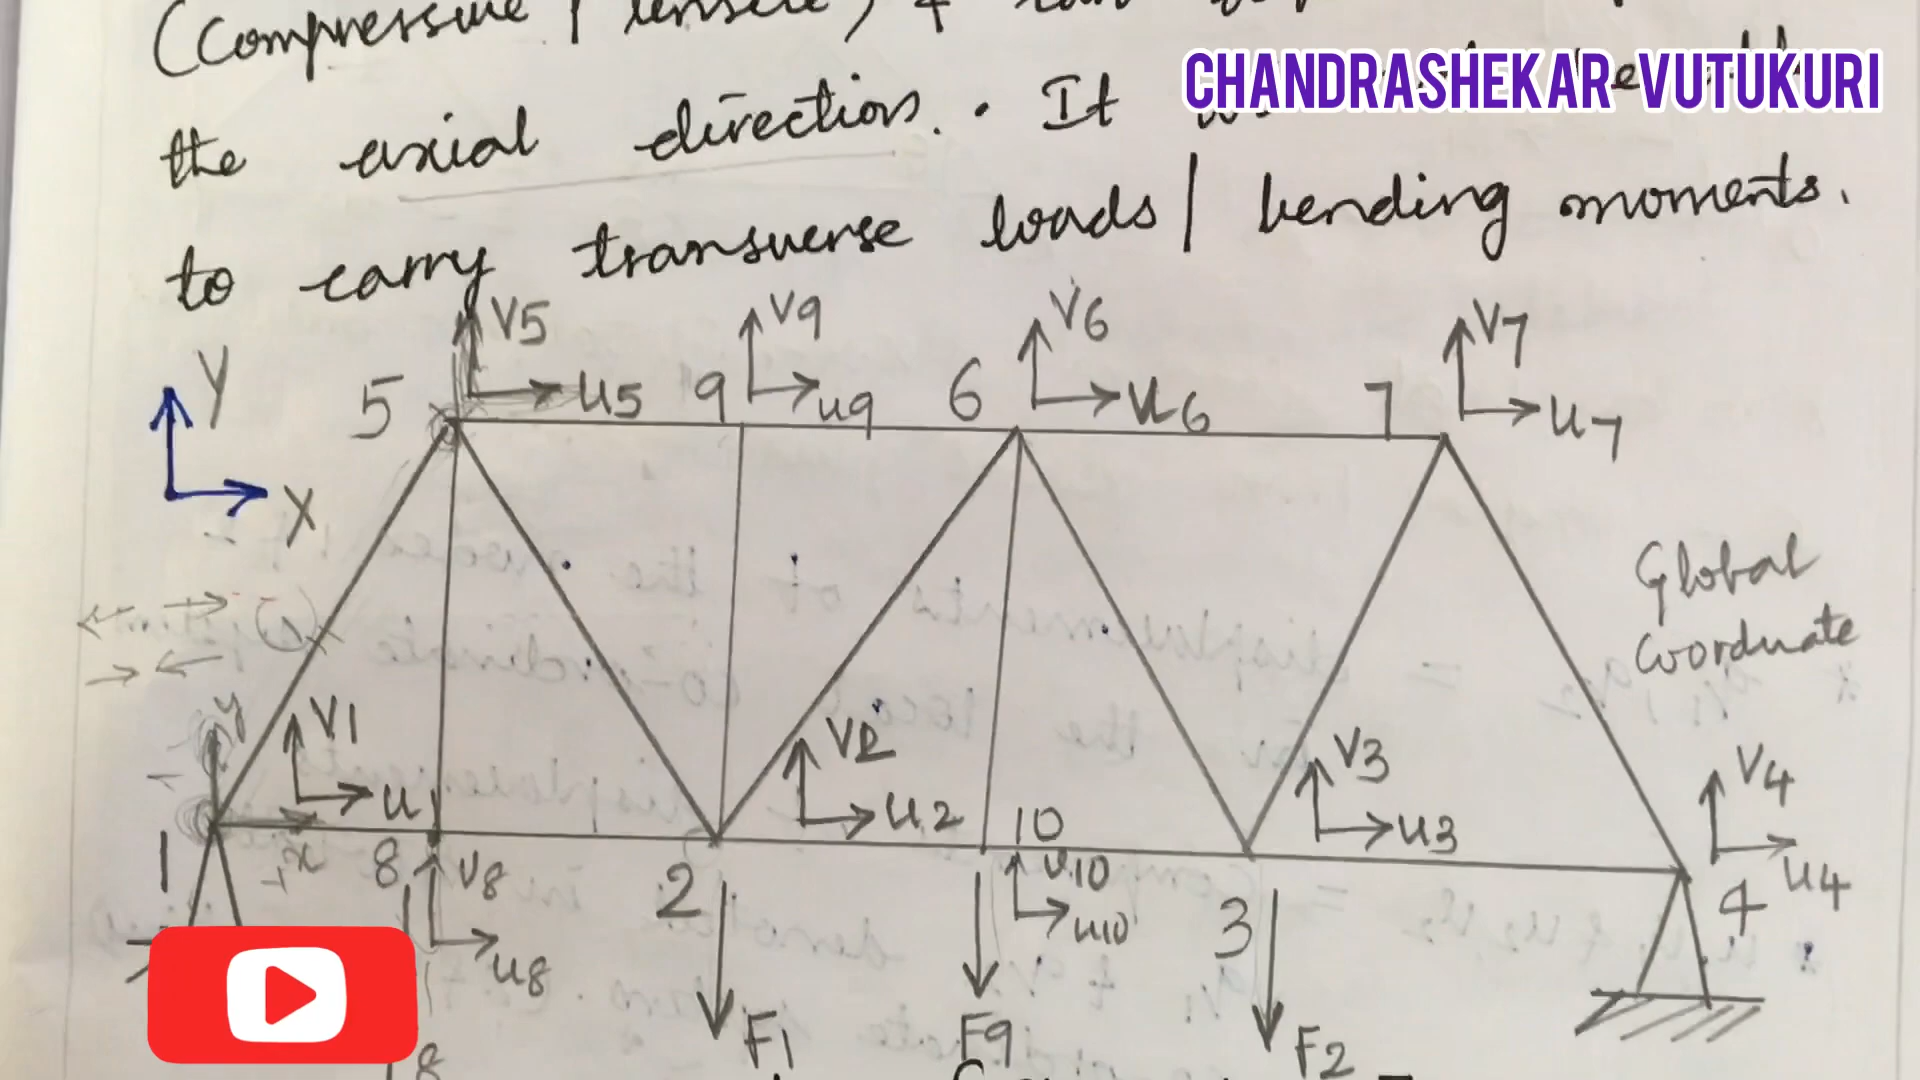 (Compressive / tensile) &
CHANDRASHEKAR VUTUKURI
the axial direction. It
to carry transverse loads / bending moments.
V5 V9 V6 V7
Y 5 u5 9 u9 6 u6 7 u7
X
Global
Coordinate
y V1 V2 V3 V4
u1 u2 10 u3 u4
1 x 8 V8 2 V10 3 4
u8 u10
F1 F9 F2
8